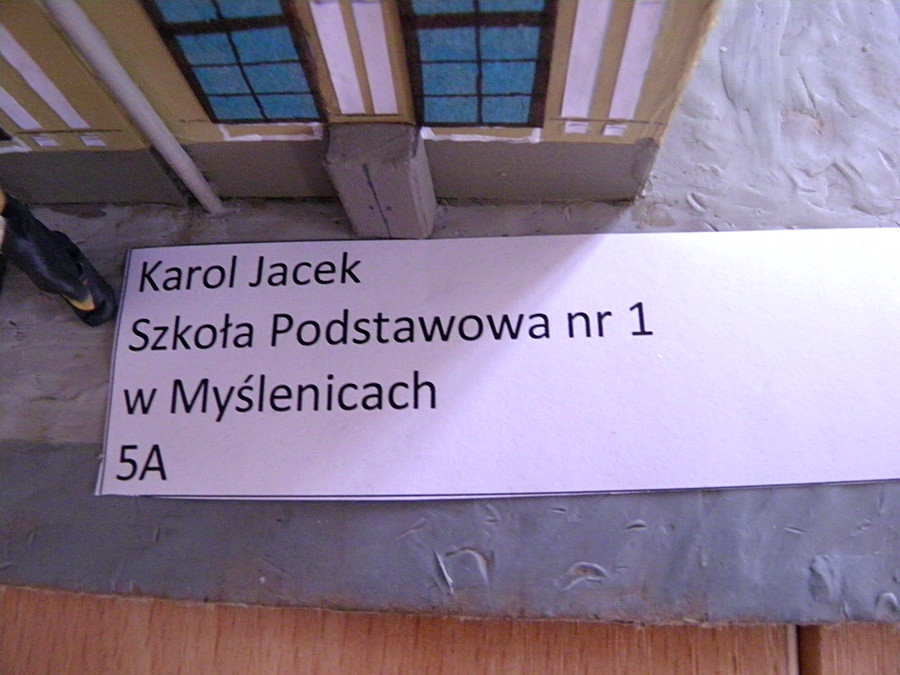 Karol Jacek
Szkoła Podstawowa nr 1
w Myślenicach
5A